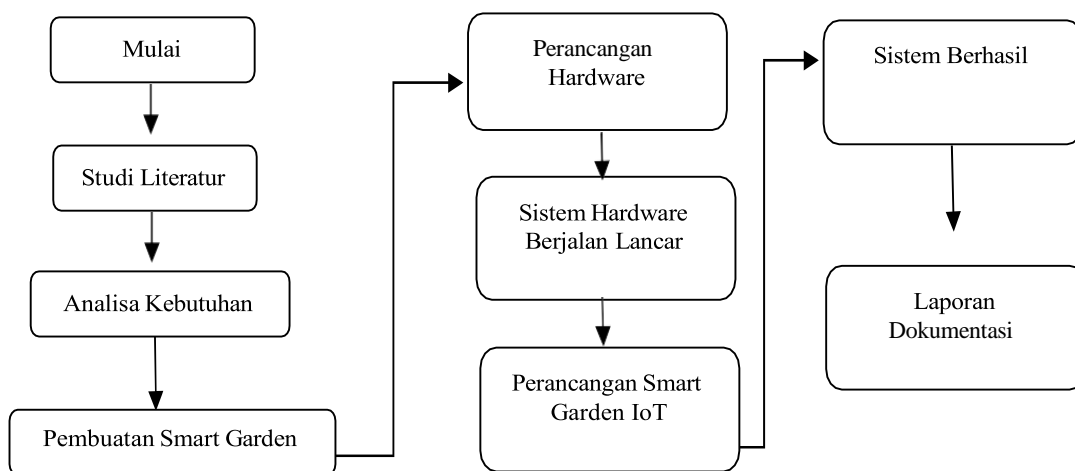 Mulai
Studi Literatur
Analisa Kebutuhan
Pembuatan Smart Garden
Perancangan
Hardware
Sistem Hardware
Berjalan Lancar
Perancangan Smart
Garden IoT
Sistem Berhasil
Laporan
Dokumentasi